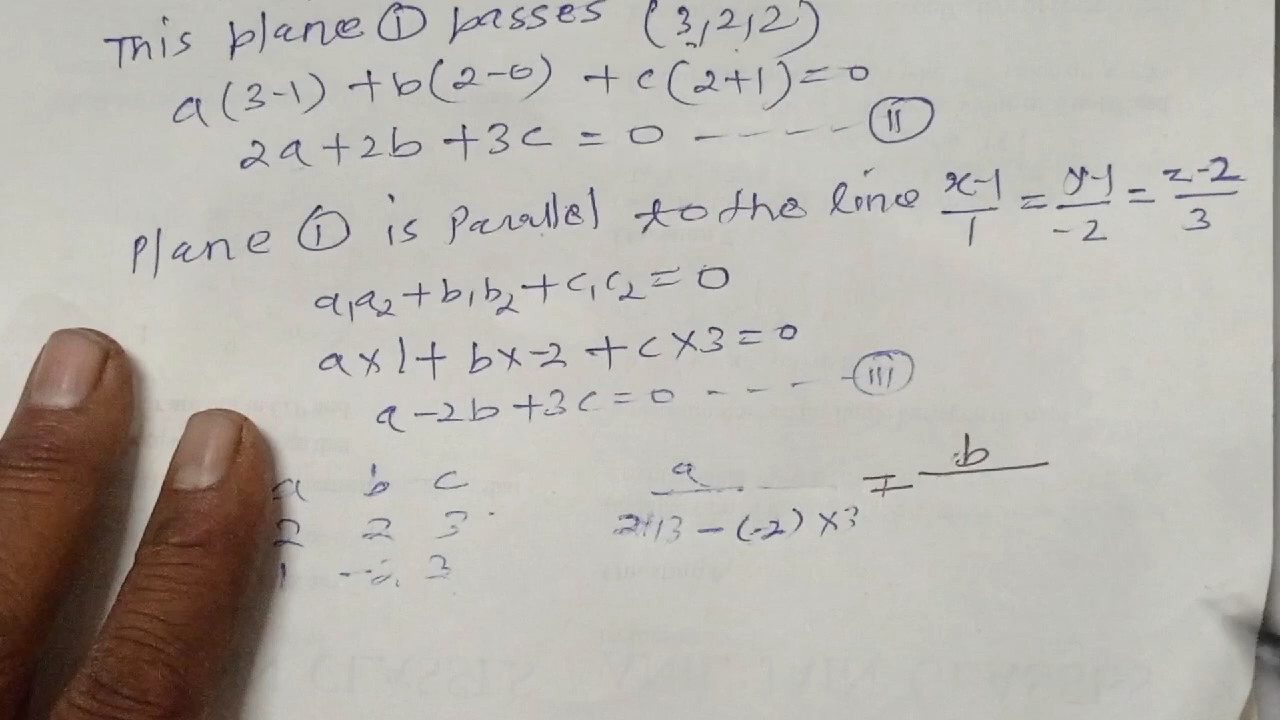 This plane ① passes (3,2,2)
a(3-1) + b(2-0) + c(2+1) = 0
2a + 2b + 3c = 0 ---- (ii)
Plane ① is Parallel to the line x-1/1 = y-1/-2 = z-2/3
a₁a₂ + b₁b₂ + c₁c₂ = 0
a×1 + b×-2 + c×3 = 0
a - 2b + 3c = 0 ---- (iii)
a b c
2 2 3
1 -2 3
a/2×3 - (-2)×3 = b/